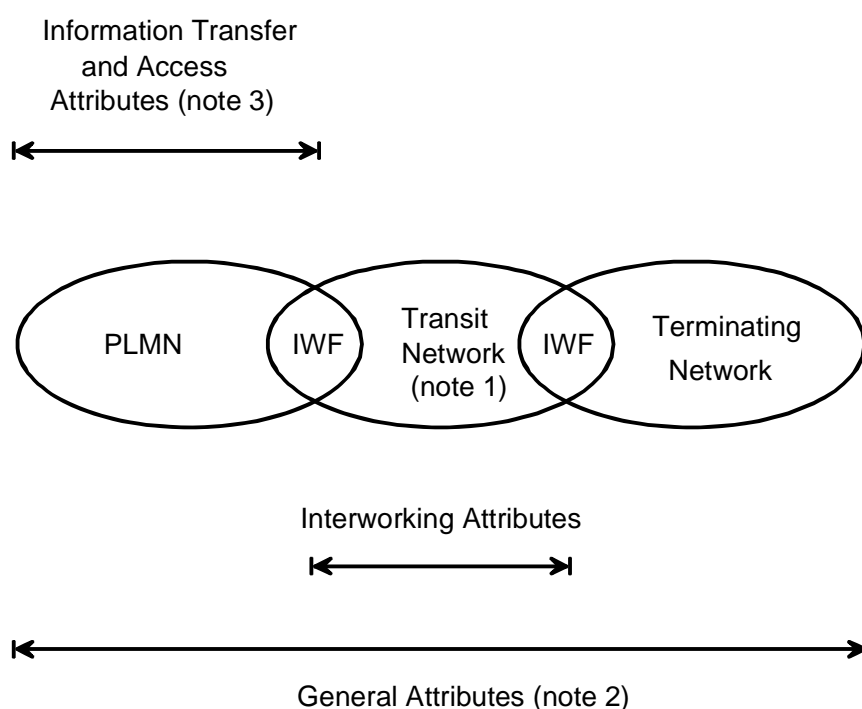 Information Transfer
and Access
Attributes (note 3)
PLMN
IWF
Transit
Network
(note 1)
IWF
Terminating
Network
Interworking Attributes
General Attributes (note 2)